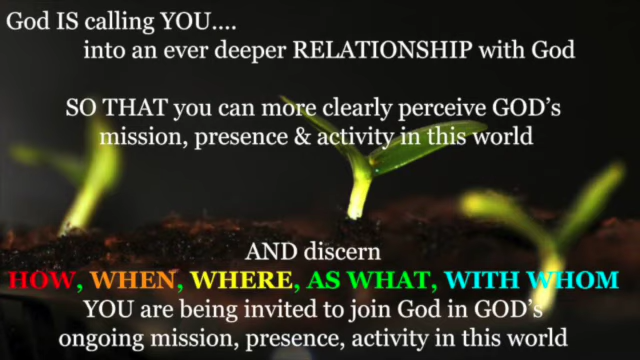 God IS calling YOU....
into an ever deeper RELATIONSHIP with God
SO THAT you can more clearly perceive GOD's
mission, presence & activity in this world
AND discern
HOW, WHEN, WHERE, AS WHAT, WITH WHOM
YOU are being invited to join God in GOD's
ongoing mission, presence, activity in this world